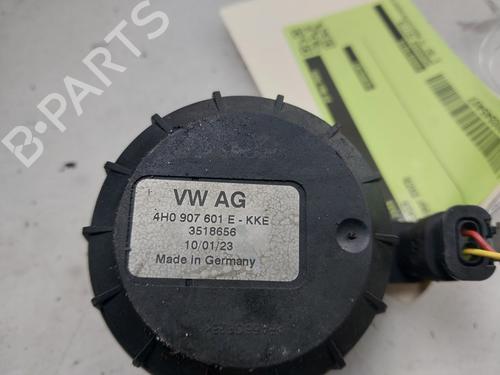 VW AG
4H0 907 601 E - KKE
3518656
10/01/23
Made in Germany
B-PARTS